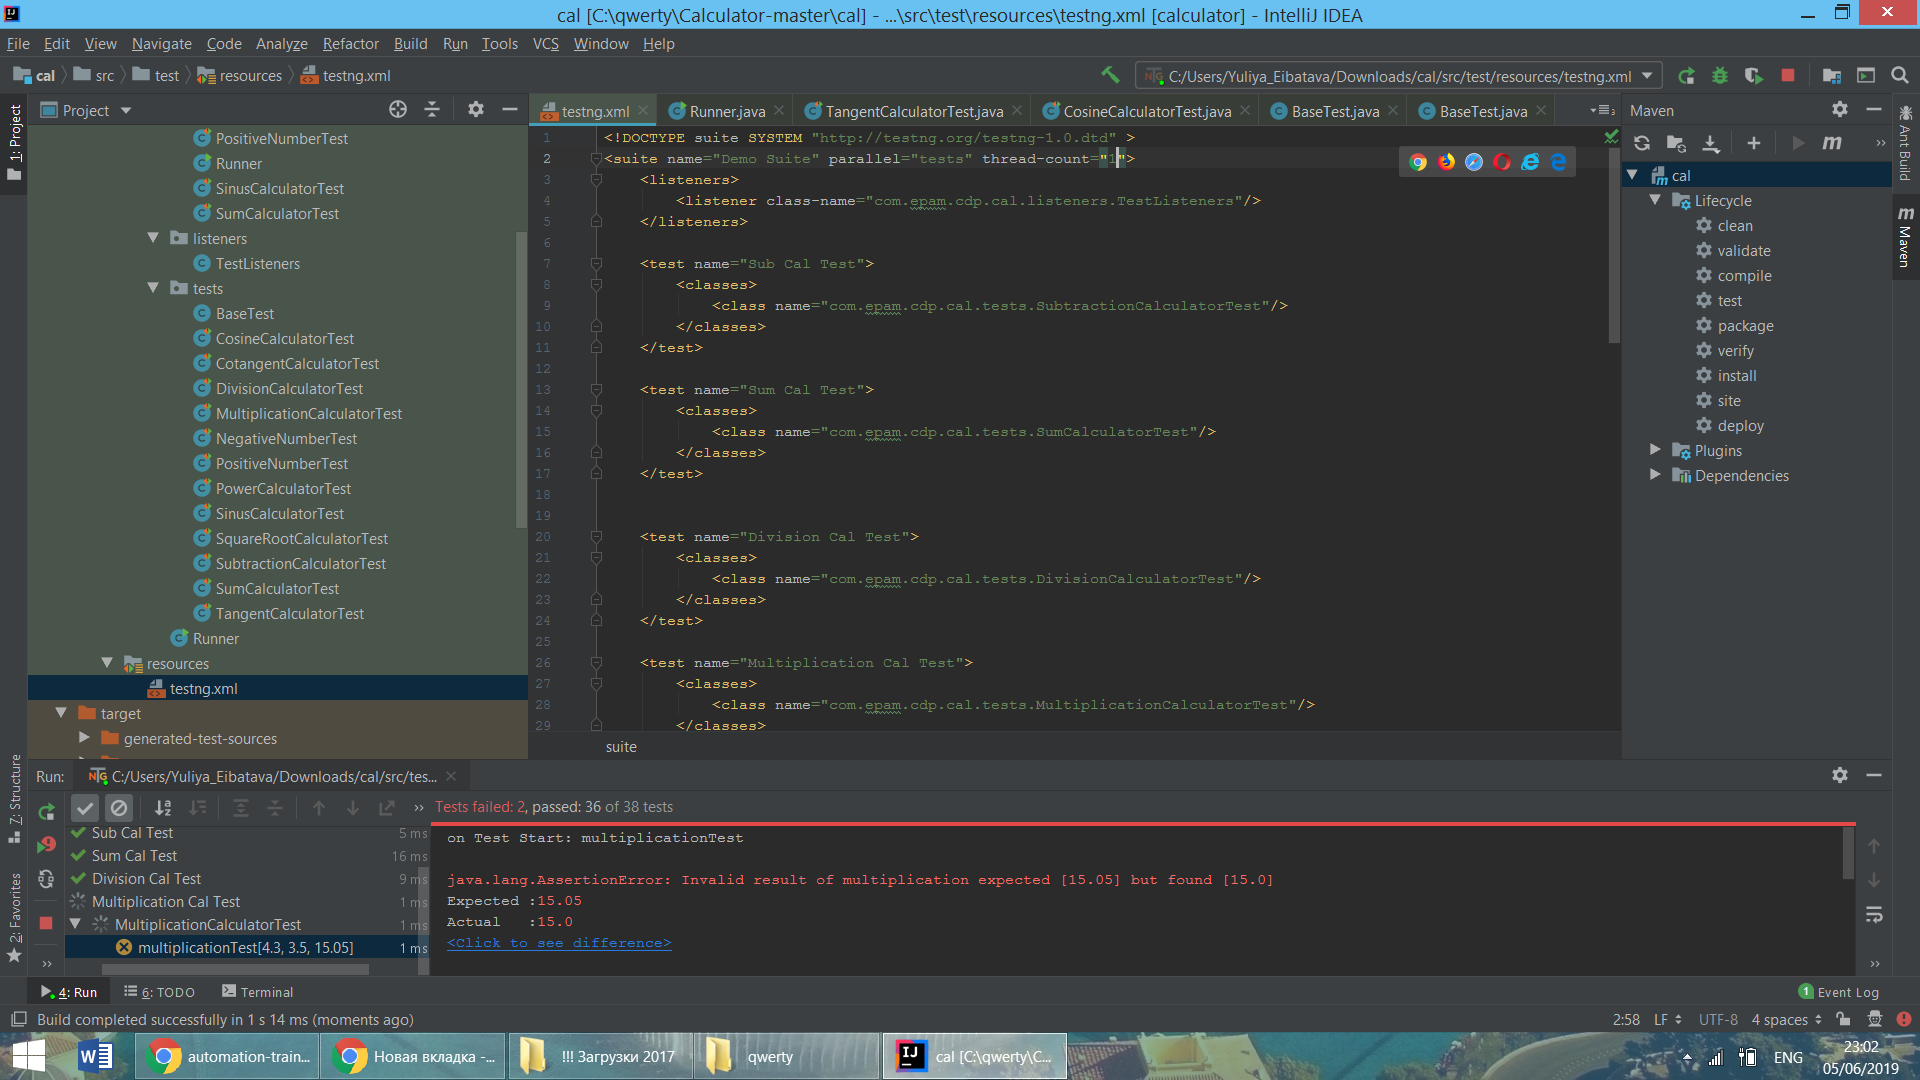 cal [C:\qwerty\Calculator-master\cal] - ...\src\test\resources\testng.xml [calculator] - IntelliJ IDEA
File Edit View Navigate Code Analyze Refactor Build Run Tools VCS Window Help
cal src test resources testng.xml
C:/Users/Yuliya_Eibatava/Downloads/cal/src/test/resources/testng.xml
1: Project
Project
PositiveNumberTest
Runner
SinusCalculatorTest
SumCalculatorTest
listeners
TestListeners
tests
BaseTest
CosineCalculatorTest
CotangentCalculatorTest
DivisionCalculatorTest
MultiplicationCalculatorTest
NegativeNumberTest
PositiveNumberTest
PowerCalculatorTest
SinusCalculatorTest
SquareRootCalculatorTest
SubtractionCalculatorTest
SumCalculatorTest
TangentCalculatorTest
Runner
resources
testng.xml
target
generated-test-sources
testng.xml Runner.java TangentCalculatorTest.java CosineCalculatorTest.java BaseTest.java BaseTest.java
1 <!DOCTYPE suite SYSTEM "http://testng.org/testng-1.0.dtd" >
2 <suite name="Demo Suite" parallel="tests" thread-count="1">
3 <listeners>
4 <listener class-name="com.epam.cdp.cal.listeners.TestListeners"/>
5 </listeners>
6
7 <test name="Sub Cal Test">
8 <classes>
9 <class name="com.epam.cdp.cal.tests.SubtractionCalculatorTest"/>
10 </classes>
11 </test>
12
13 <test name="Sum Cal Test">
14 <classes>
15 <class name="com.epam.cdp.cal.tests.SumCalculatorTest"/>
16 </classes>
17 </test>
18
19
20 <test name="Division Cal Test">
21 <classes>
22 <class name="com.epam.cdp.cal.tests.DivisionCalculatorTest"/>
23 </classes>
24 </test>
25
26 <test name="Multiplication Cal Test">
27 <classes>
28 <class name="com.epam.cdp.cal.tests.MultiplicationCalculatorTest"/>
29 </classes>
suite
Maven
cal
Lifecycle
clean
validate
compile
test
package
verify
install
site
deploy
Plugins
Dependencies
Ant Build
Maven
Z: Structure
2: Favorites
Run: C:/Users/Yuliya_Eibatava/Downloads/cal/src/tes...
Tests failed: 2, passed: 36 of 38 tests
Sub Cal Test 5 ms
Sum Cal Test 16 ms
Division Cal Test 9 ms
Multiplication Cal Test 1 ms
MultiplicationCalculatorTest 1 ms
multiplicationTest[4.3, 3.5, 15.05] 1 ms
on Test Start: multiplicationTest
java.lang.AssertionError: Invalid result of multiplication expected [15.05] but found [15.0]
Expected :15.05
Actual :15.0
<Click to see difference>
4: Run 6: TODO Terminal
1 Event Log
Build completed successfully in 1 s 14 ms (moments ago)
2:58 LF UTF-8 4 spaces
automation-train...
Новая вкладка -...
!!! Загрузки 2017
qwerty
cal [C:\qwerty\C...
ENG
23:02
05/06/2019